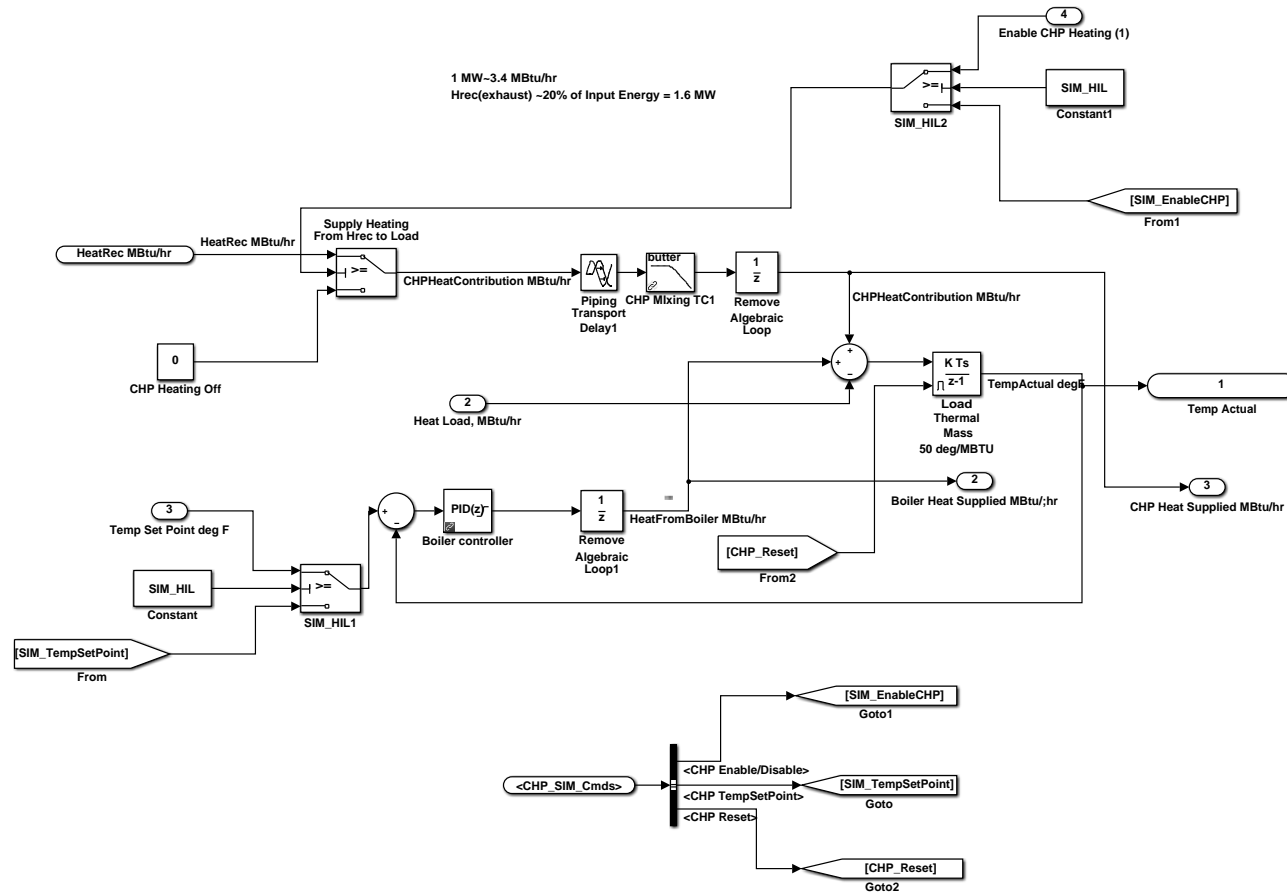 4
Enable CHP Heating (1)
1 MW~3.4 MBtu/hr
Hrec(exhaust) ~20% of Input Energy = 1.6 MW
>=
SIM_HIL2
SIM_HIL
Constant1
[SIM_EnableCHP]
From1
Supply Heating
From Hrec to Load
HeatRec MBtu/hr
HeatRec MBtu/hr
>=
CHPHeatContribution MBtu/hr
Piping
Transport
Delay1
butter
CHP MIxing TC1
1
z
Remove
Algebraic
Loop
CHPHeatContribution MBtu/hr
0
CHP Heating Off
+
+
−
2
Heat Load, MBtu/hr
K Ts
z-1
Load
Thermal
Mass
50 deg/MBTU
TempActual degF
1
Temp Actual
3
CHP Heat Supplied MBtu/hr
2
Boiler Heat Supplied MBtu/;hr
3
Temp Set Point deg F
+
−
PID(z)
Boiler controller
1
z
Remove
Algebraic
Loop1
HeatFromBoiler MBtu/hr
[CHP_Reset]
From2
SIM_HIL
Constant
>=
SIM_HIL1
[SIM_TempSetPoint]
From
[SIM_EnableCHP]
Goto1
<CHP_SIM_Cmds>
<CHP Enable/Disable>
<CHP TempSetPoint>
<CHP Reset>
[SIM_TempSetPoint]
Goto
[CHP_Reset]
Goto2